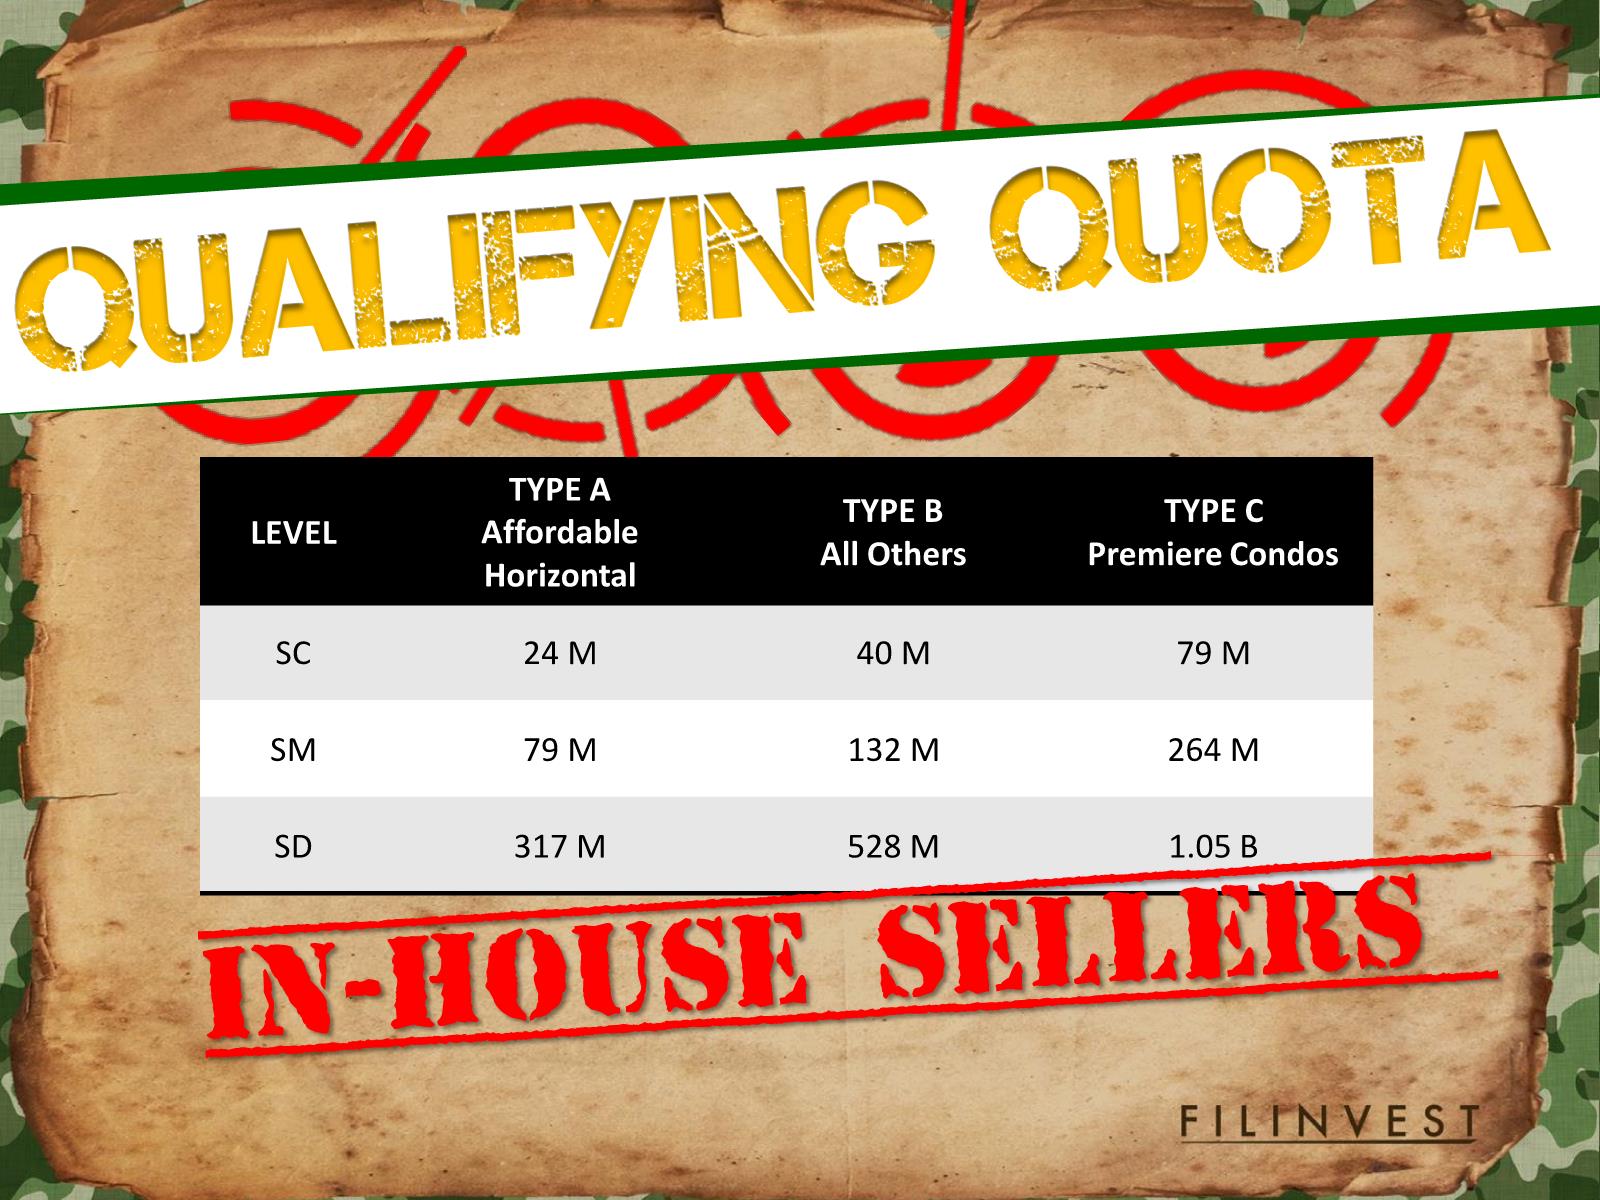 QUALIFYING QUOTA
LEVEL
TYPE A
Affordable
Horizontal
TYPE B
All Others
TYPE C
Premiere Condos
SC 24 M 40 M 79 M
SM 79 M 132 M 264 M
SD 317 M 528 M 1.05 B
IN-HOUSE SELLERS
FILINVEST